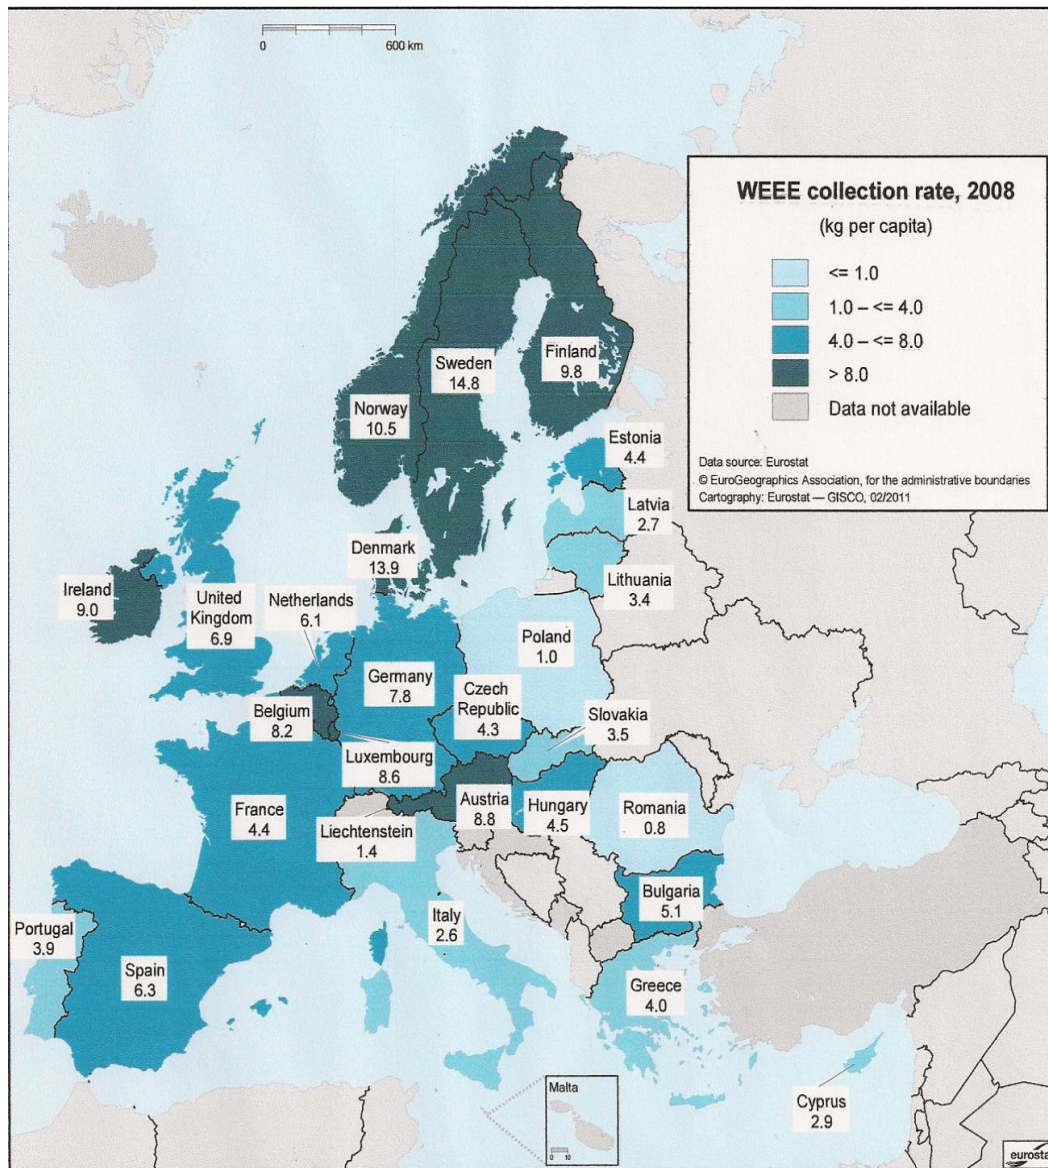 0
600 km
WEEE collection rate, 2008
(kg per capita)
<= 1.0
1.0 – <= 4.0
4.0 – <= 8.0
> 8.0
Data not available
Data source: Eurostat
© EuroGeographics Association, for the administrative boundaries
Cartography: Eurostat — GISCO, 02/2011
Finland
9.8
Sweden
14.8
Norway
10.5
Estonia
4.4
Latvia
2.7
Denmark
13.9
Lithuania
3.4
Ireland
9.0
United
Kingdom
6.9
Netherlands
6.1
Poland
1.0
Germany
7.8
Czech
Republic
4.3
Slovakia
3.5
Belgium
8.2
Luxembourg
8.6
France
4.4
Liechtenstein
1.4
Austria
8.8
Hungary
4.5
Romania
0.8
Bulgaria
5.1
Portugal
3.9
Spain
6.3
Italy
2.6
Greece
4.0
Malta
0 10
Cyprus
2.9
eurostat